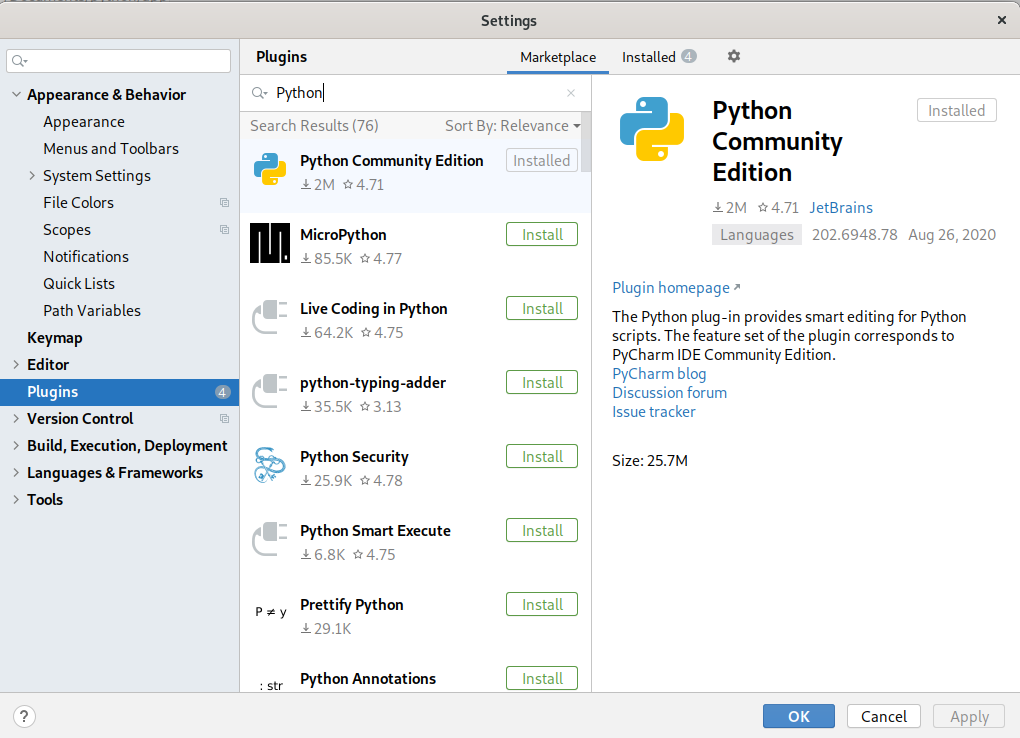 Settings
Plugins
Marketplace
Installed 4
Appearance & Behavior
Appearance
Menus and Toolbars
System Settings
File Colors
Scopes
Notifications
Quick Lists
Path Variables
Keymap
Editor
Plugins 4
Version Control
Build, Execution, Deployment
Languages & Frameworks
Tools
Python
Search Results (76)
Sort By: Relevance
Python Community Edition
Installed
2M 4.71
MicroPython
Install
85.5K 4.77
Live Coding in Python
Install
64.2K 4.75
python-typing-adder
Install
35.5K 3.13
Python Security
Install
25.9K 4.78
Python Smart Execute
Install
6.8K 4.75
P ≠ y
Prettify Python
Install
29.1K
: str
Python Annotations
Install
Python
Community
Edition
Installed
2M 4.71 JetBrains
Languages 202.6948.78 Aug 26, 2020
Plugin homepage
The Python plug-in provides smart editing for Python
scripts. The feature set of the plugin corresponds to
PyCharm IDE Community Edition.
PyCharm blog
Discussion forum
Issue tracker
Size: 25.7M
?
OK
Cancel
Apply